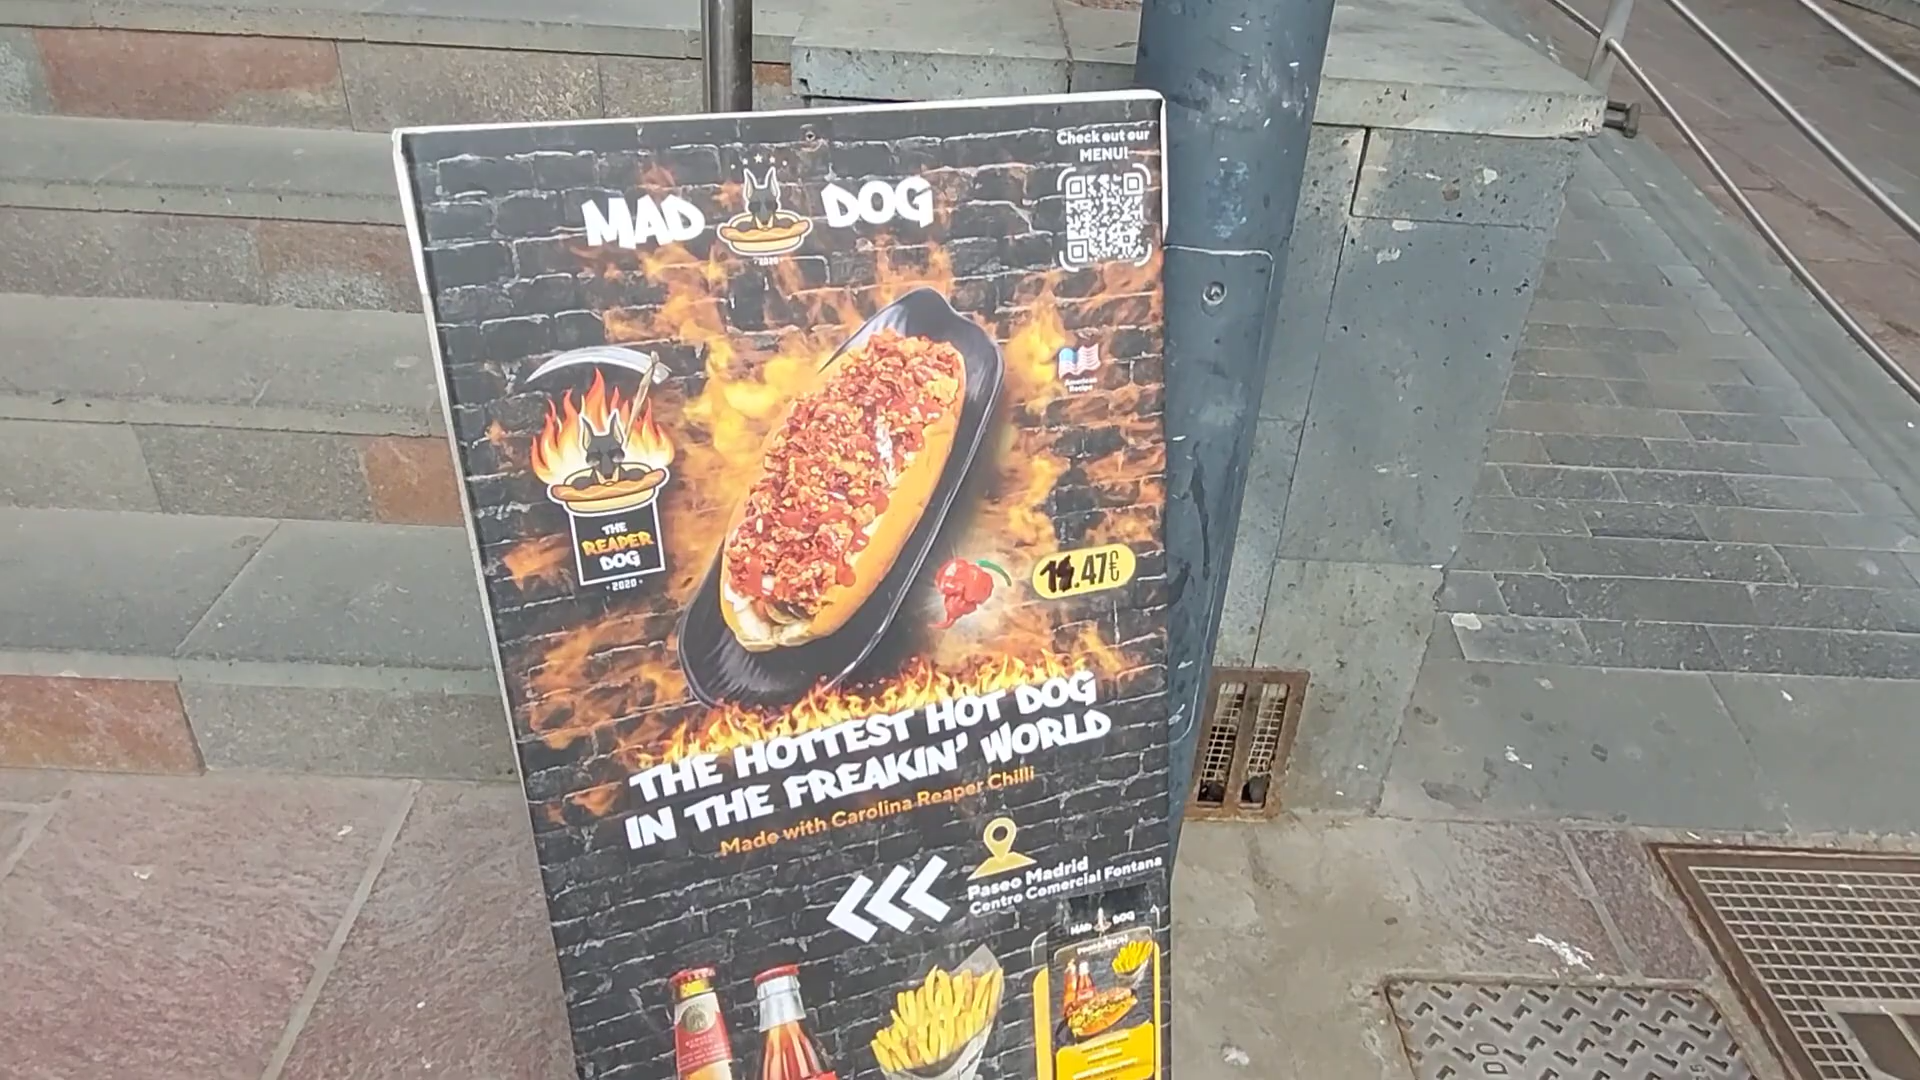 Check out our
MENU!
MAD DOG
2020
American
Recipe
THE
REAPER
DOG
2020
.47€
THE HOTTEST HOT DOG
IN THE FREAKIN' WORLD
Made with Carolina Reaper Chilli
Paseo Madrid
Centro Comercial Fontana
MAD DOG